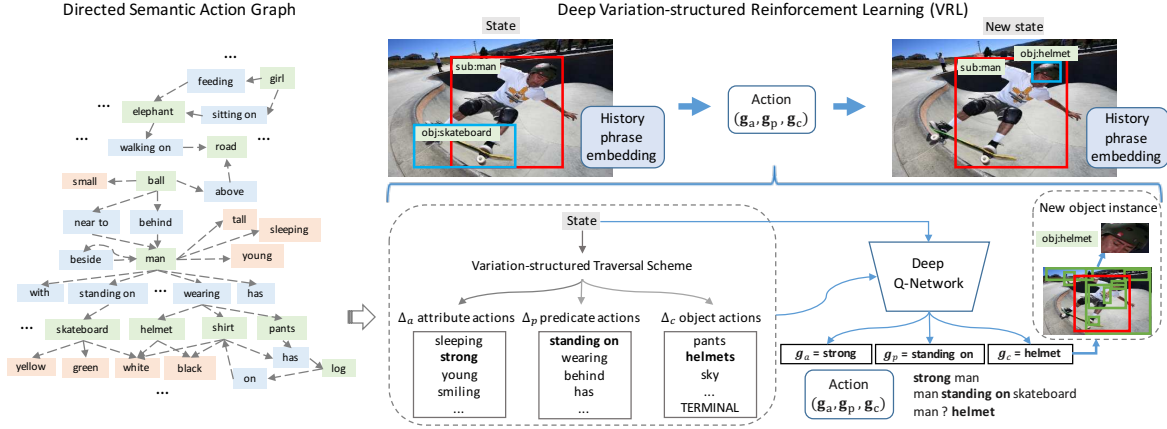 Directed Semantic Action Graph
...
feeding
girl
...
elephant
sitting on
...
...
walking on
road
small
ball
above
near to
behind
tall
sleeping
beside
man
young
with
standing on
...
wearing
has
...
skateboard
helmet
shirt
pants
yellow
green
white
black
has
on
log
...
Deep Variation-structured Reinforcement Learning (VRL)
State
New state
sub:man
obj:skateboard
History
phrase
embedding
Action
(g_a, g_p, g_c)
obj:helmet
sub:man
History
phrase
embedding
State
Variation-structured Traversal Scheme
Δ_a attribute actions
sleeping
strong
young
smiling
...
Δ_p predicate actions
standing on
wearing
behind
has
...
Δ_c object actions
pants
helmets
sky
...
TERMINAL
Deep
Q-Network
New object instance
obj:helmet
g_a = strong
g_p = standing on
g_c = helmet
Action
(g_a, g_p, g_c)
strong man
man standing on skateboard
man ? helmet